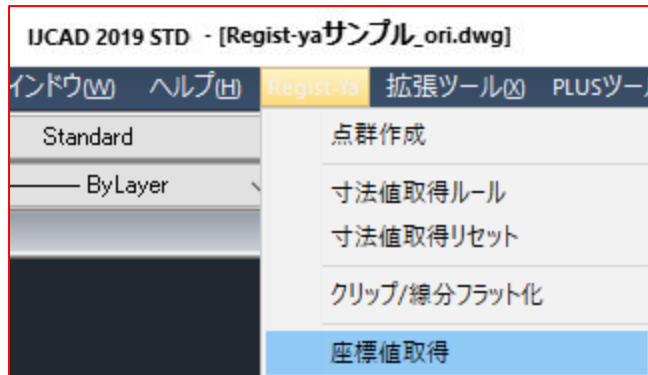 IJCAD 2019 STD - [Regist-yaサンプル_ori.dwg]
インドウ(W) ヘルプ(H) Regist-Ya 拡張ツール(X) PLUSツー
Standard
ByLayer
点群作成
寸法値取得ルール
寸法値取得リセット
クリップ/線分フラット化
座標値取得